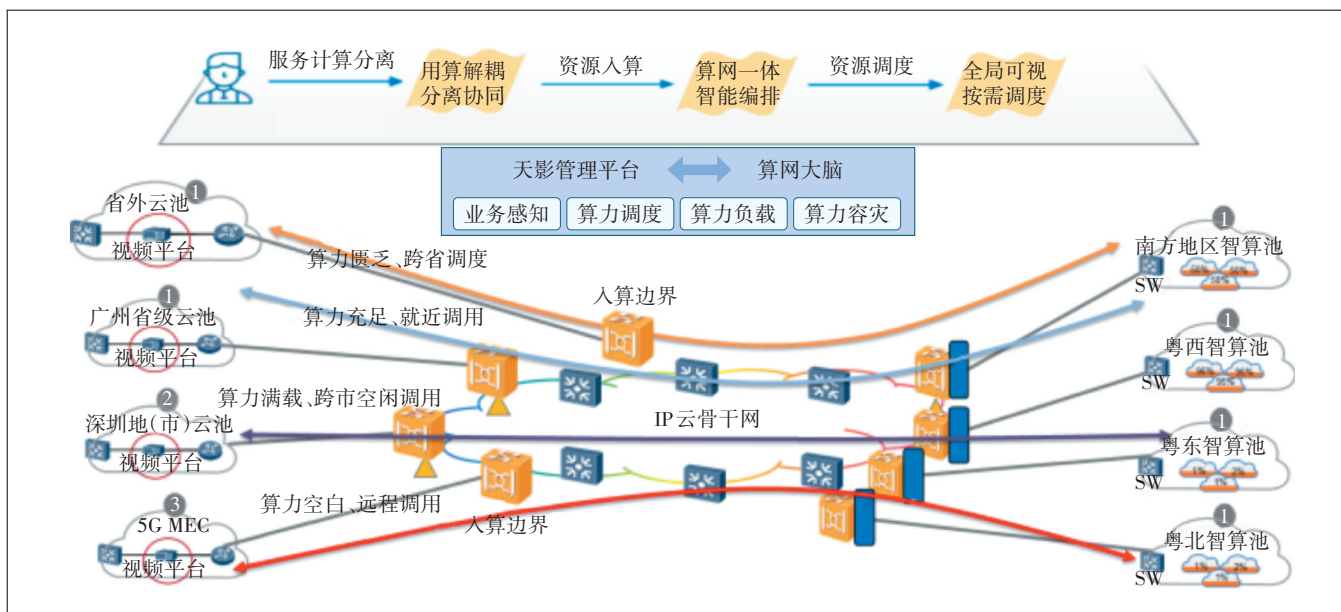 服务计算分离
用算解耦
分离协同
资源入算
算网一体
智能编排
资源调度
全局可视
按需调度
天影管理平台
算网大脑
业务感知
算力调度
算力负载
算力容灾
1
省外云池
视频平台
算力匮乏、跨省调度
入算边界
1
南方地区智算池
SW
1
广州省级云池
视频平台
算力充足、就近调用
1
粤西智算池
SW
96%
96%
2
深圳地(市)云池
视频平台
算力满载、跨市空闲调用
IP云骨干网
1
粤东智算池
SW
1%
2%
1%
3
5G MEC
视频平台
算力空白、远程调用
入算边界
1
粤北智算池
SW
1%
2%
1%